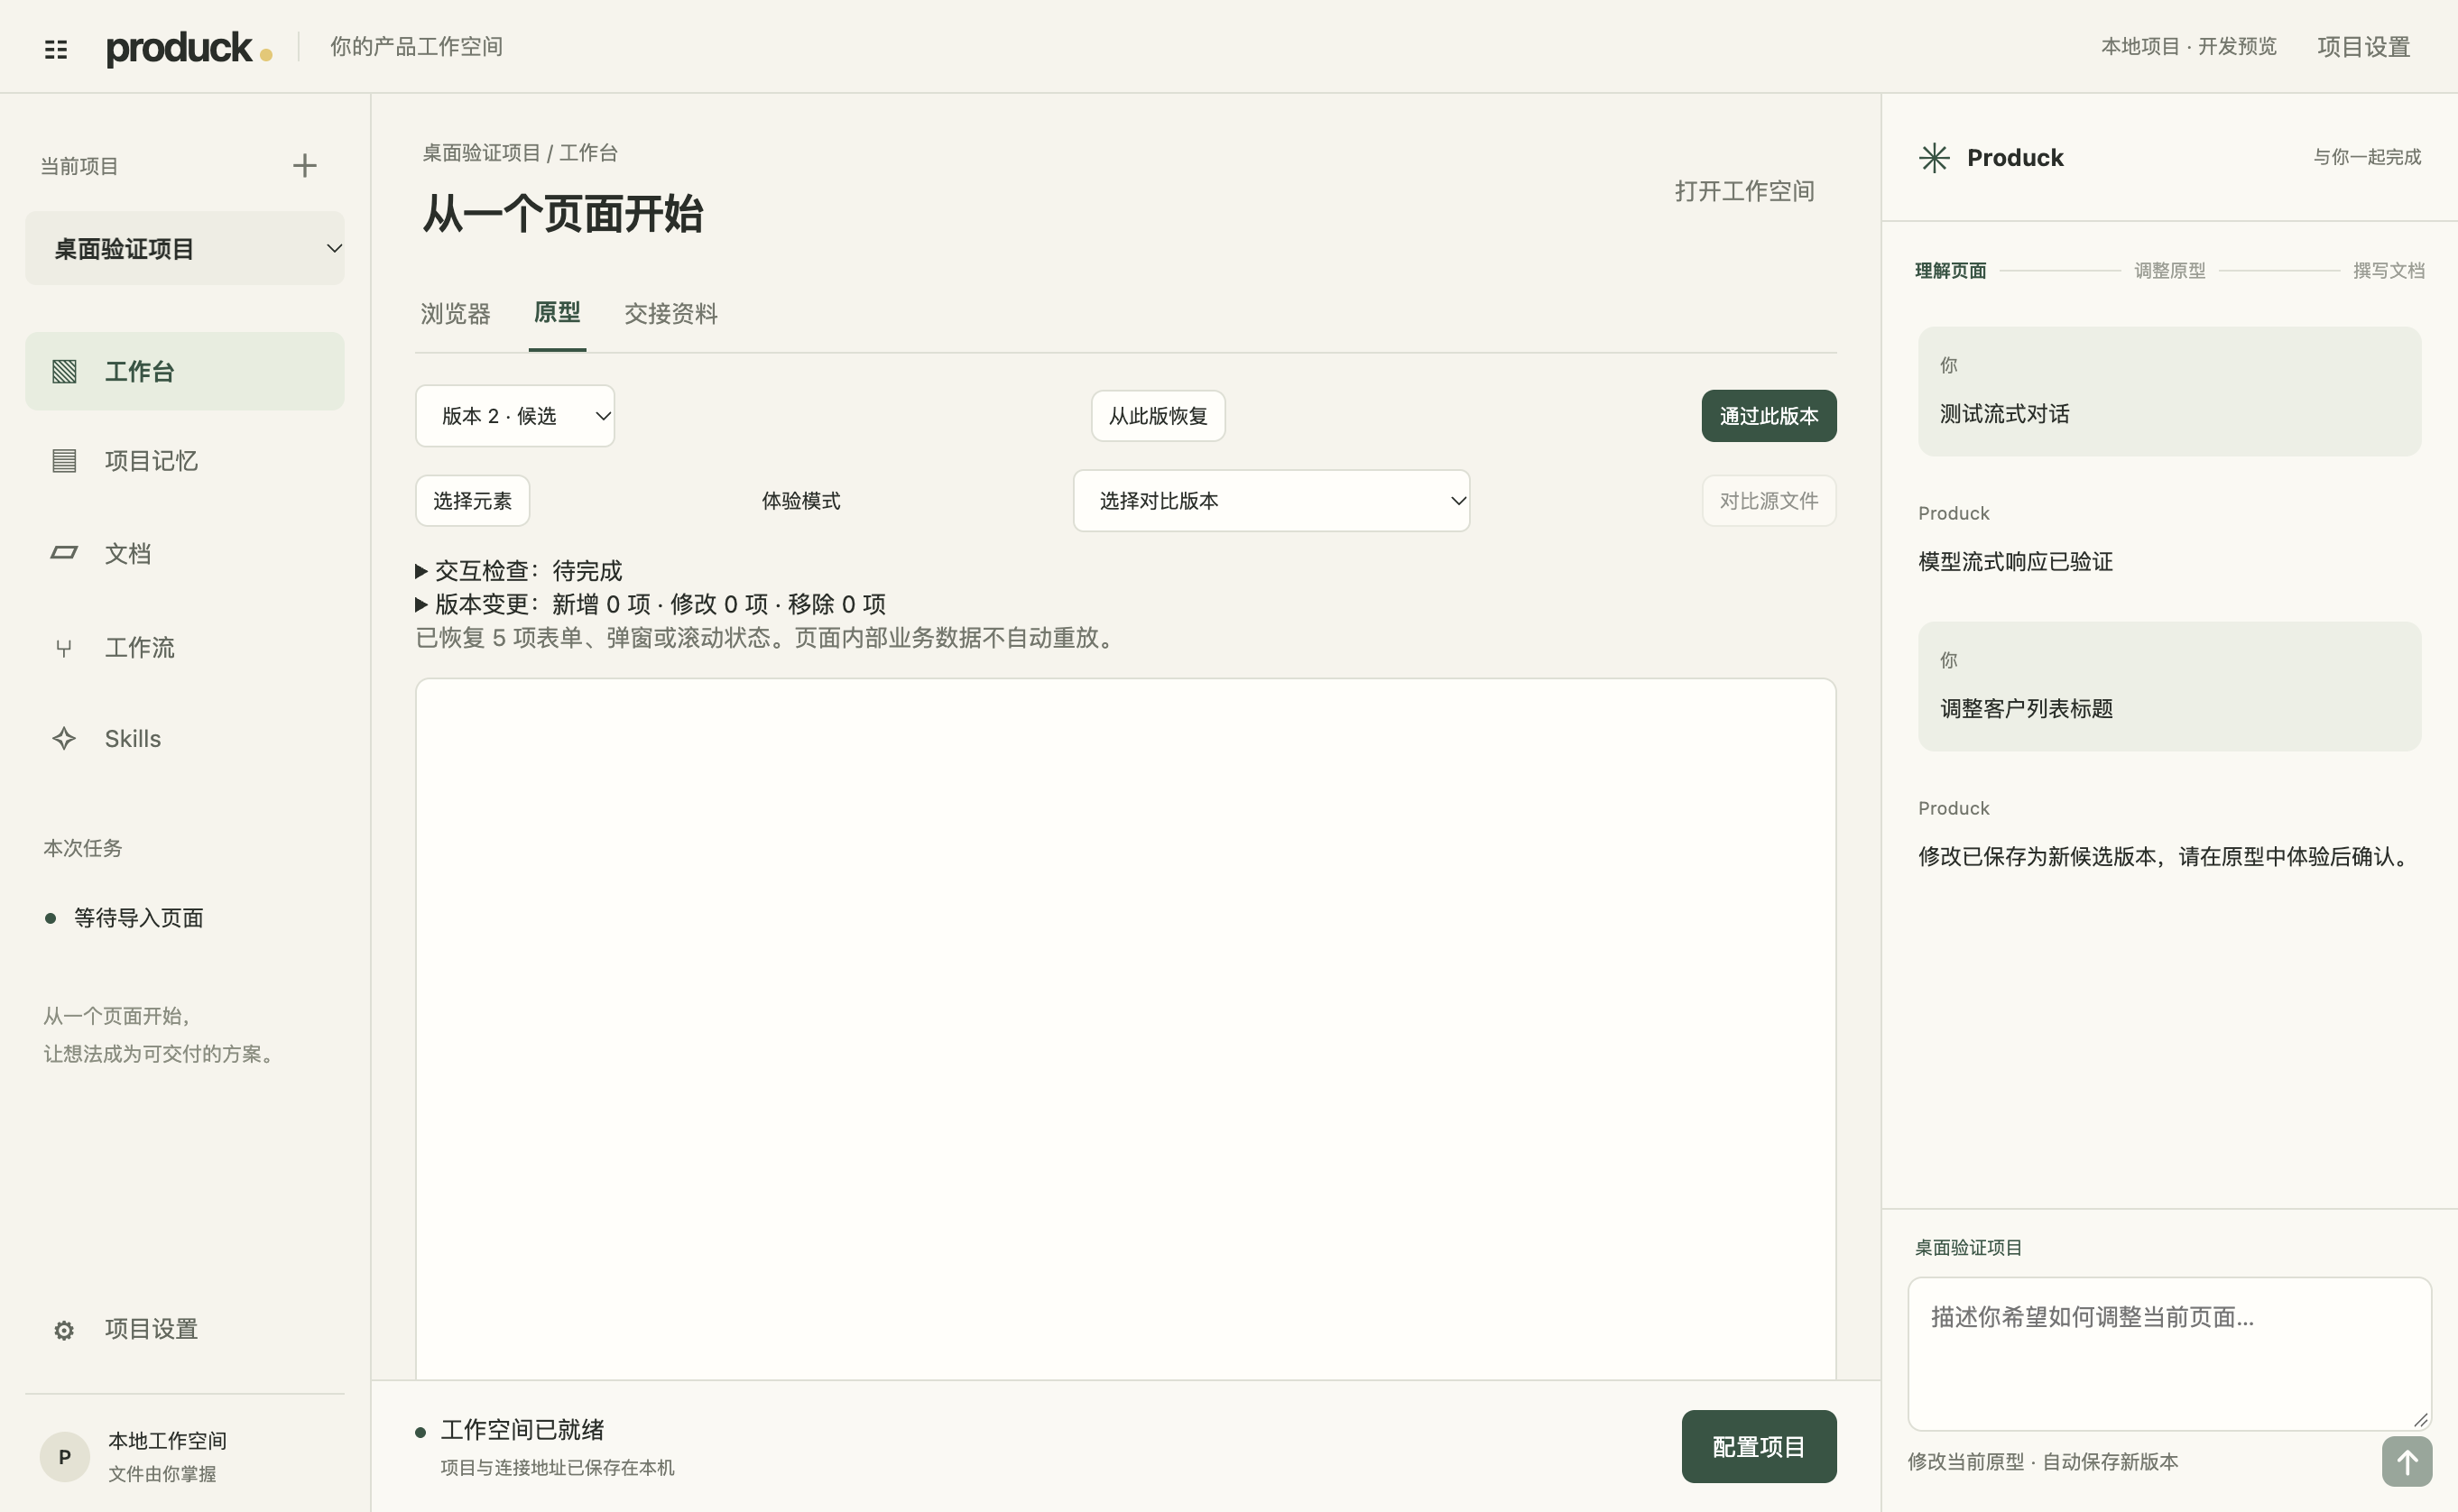 produck.
你的产品工作空间
本地项目 · 开发预览
项目设置
当前项目
桌面验证项目
工作台
项目记忆
文档
工作流
Skills
本次任务
等待导入页面
从一个页面开始，
让想法成为可交付的方案。
项目设置
P
本地工作空间
文件由你掌握
桌面验证项目 / 工作台
从一个页面开始
打开工作空间
浏览器
原型
交接资料
版本 2 · 候选
从此版恢复
通过此版本
选择元素
体验模式
选择对比版本
对比源文件
交互检查：待完成
版本变更：新增 0 项 · 修改 0 项 · 移除 0 项
已恢复 5 项表单、弹窗或滚动状态。页面内部业务数据不自动重放。
工作空间已就绪
项目与连接地址已保存在本机
配置项目
Produck
与你一起完成
理解页面
调整原型
撰写文档
你
测试流式对话
Produck
模型流式响应已验证
你
调整客户列表标题
Produck
修改已保存为新候选版本，请在原型中体验后确认。
桌面验证项目
描述你希望如何调整当前页面...
修改当前原型 · 自动保存新版本